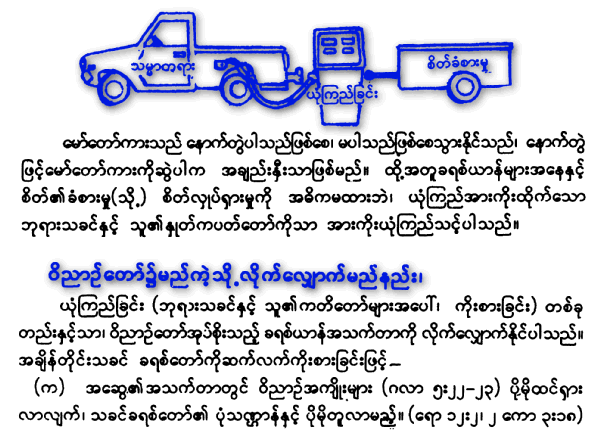 သမ္မာတရား
ယုံကြည်ခြင်း
စိတ်ခံစားမှု
မော်တော်ကားသည် နောက်တွဲပါသည်ဖြစ်စေ၊ မပါသည်ဖြစ်စေသွားနိုင်သည်၊ နောက်တွဲ
ဖြင့်မော်တော်ကားကိုဆွဲပါက အချည်းနှီးသာဖြစ်မည်။ ထို့အတူခရစ်ယာန်များအနေနှင့်
စိတ်၏ခံစားမှု(သို့) စိတ်လှုပ်ရှားမှုကို အဓိကမထားဘဲ၊ ယုံကြည်အားကိုးထိုက်သော
ဘုရားသခင်နှင့် သူ၏နှုတ်ကပတ်တော်ကိုသာ အားကိုးယုံကြည်သင့်ပါသည်။
ဝိညာဉ်တော်၌မည်ကဲ့သို့လိုက်လျှောက်မည်နည်း၊
ယုံကြည်ခြင်း (ဘုရားသခင်နှင့် သူ၏ကတိတော်များအပေါ်၊ ကိုးစားခြင်း) တစ်ခု
တည်းနှင့်သာ၊ ဝိညာဉ်တော်အုပ်စိုးသည့် ခရစ်ယာန်အသက်တာကို လိုက်လျှောက်နိုင်ပါသည်။
အချိန်တိုင်းသခင် ခရစ်တော်ကိုဆက်လက်ကိုးစားခြင်းဖြင့်_
(က) အဆွေ၏အသက်တာတွင် ဝိညာဉ်အကျိုးများ (ဂလာ ၅း၂၂-၂၃) ပိုမိုထင်ရှား
လာလျက်၊ သခင်ခရစ်တော်၏ ပုံသဏ္ဌာန်နှင့် ပိုမိုတူလာမည့်။ (ရော ၁၂း၂၊ ၂ ကော ၃း၁၈)